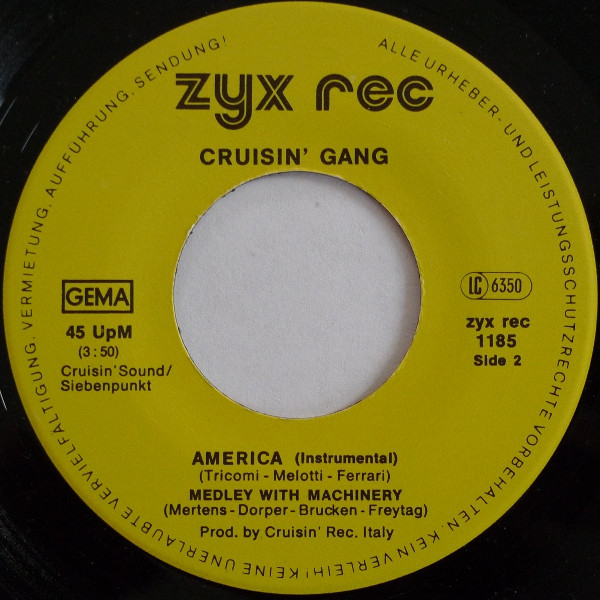 ALLE URHEBER- UND LEISTUNGSSCHUTZRECHTE VORBEHALTEN. KEIN VERLEIH! KEINE UNERLAUBTE VERVIELFÄLTIGUNG. VERMIETUNG. AUFFÜHRUNG. SENDUNG!
zyx rec
CRUISIN' GANG
GEMA
45 UpM
(3:50)
Cruisin' Sound/
Siebenpunkt
LC 6350
zyx rec
1185
Side 2
AMERICA (Instrumental)
(Tricomi - Melotti - Ferrari)
MEDLEY WITH MACHINERY
(Mertens - Dorper - Brucken - Freytag)
Prod. by Cruisin' Rec. Italy